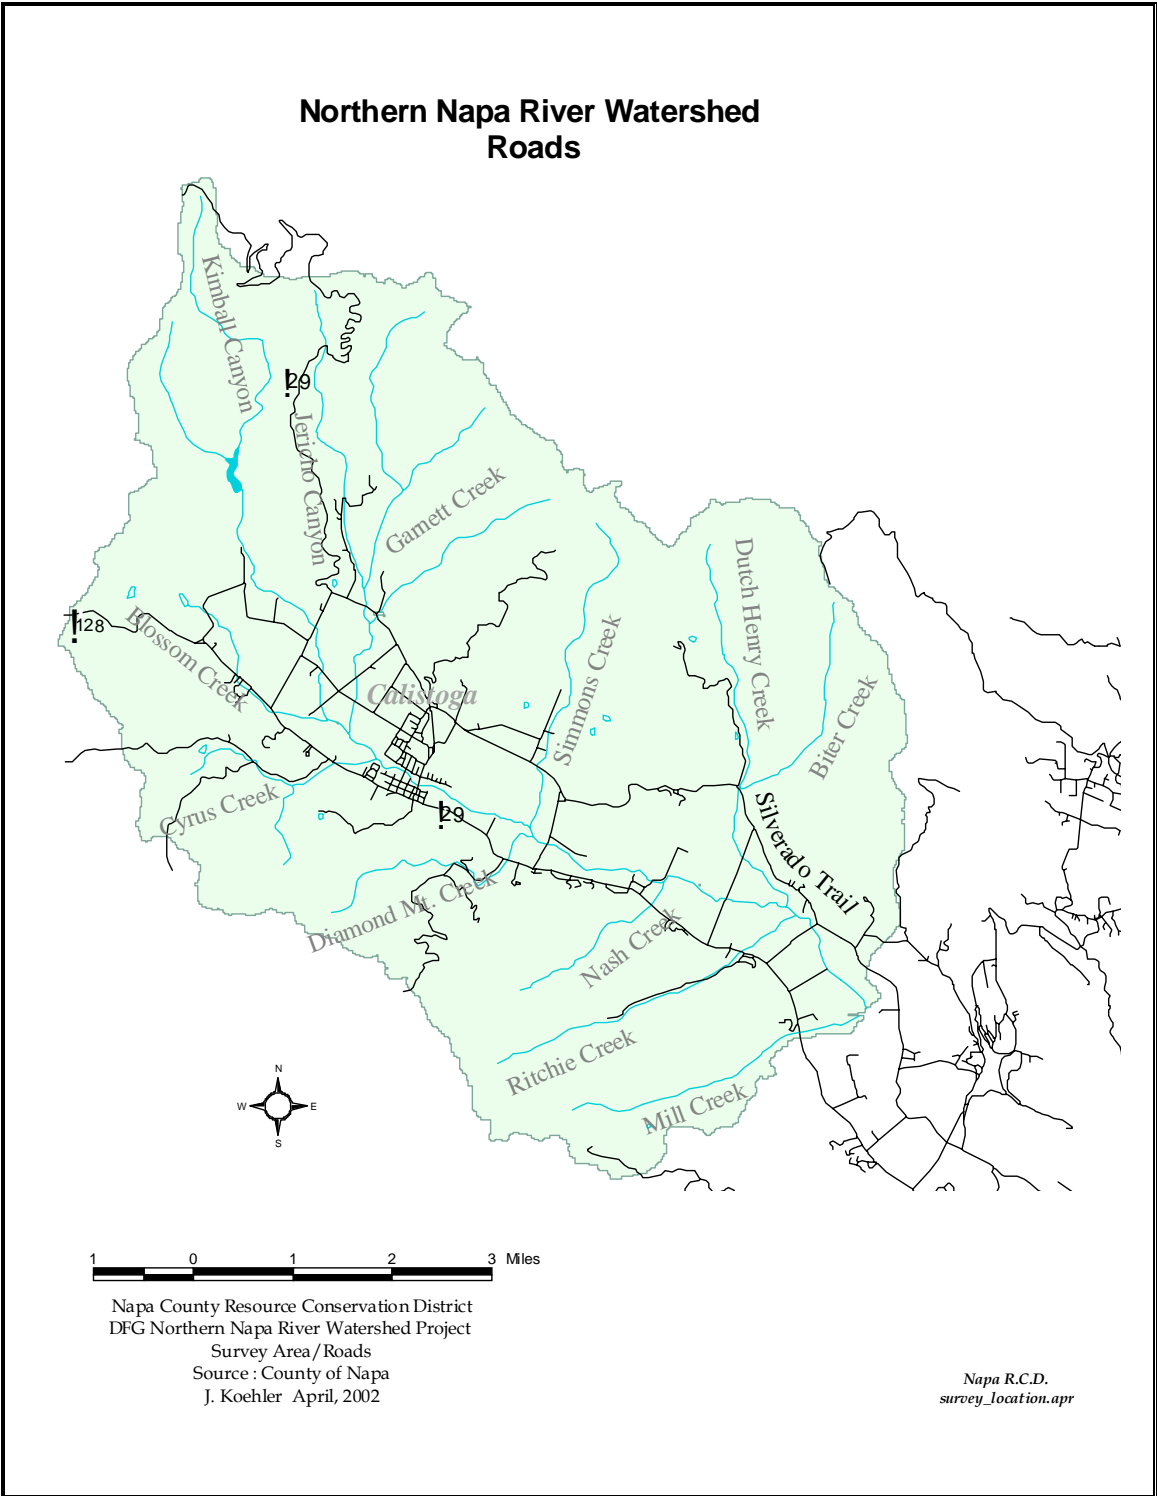 Northern Napa River Watershed
Roads
Kimball Canyon
!29
Jericho Canyon
Garnett Creek
Dutch Henry Creek
!128
Blossom Creek
Simmons Creek
Calistoga
Biter Creek
Cyrus Creek
!29
Silverado Trail
Diamond Mt. Creek
Nash Creek
Ritchie Creek
Mill Creek
N
W E
S
1 0 1 2 3 Miles
Napa County Resource Conservation District
DFG Northern Napa River Watershed Project
Survey Area/Roads
Source : County of Napa
J. Koehler April, 2002
Napa R.C.D.
survey_location.apr